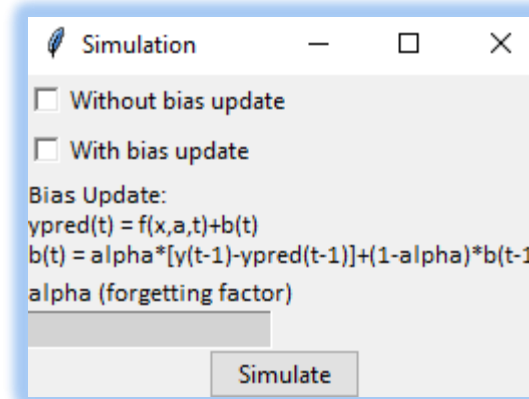 Simulation
Without bias update
With bias update
Bias Update:
ypred(t) = f(x,a,t)+b(t)
b(t) = alpha*[y(t-1)-ypred(t-1)]+(1-alpha)*b(t-1
alpha (forgetting factor)
Simulate